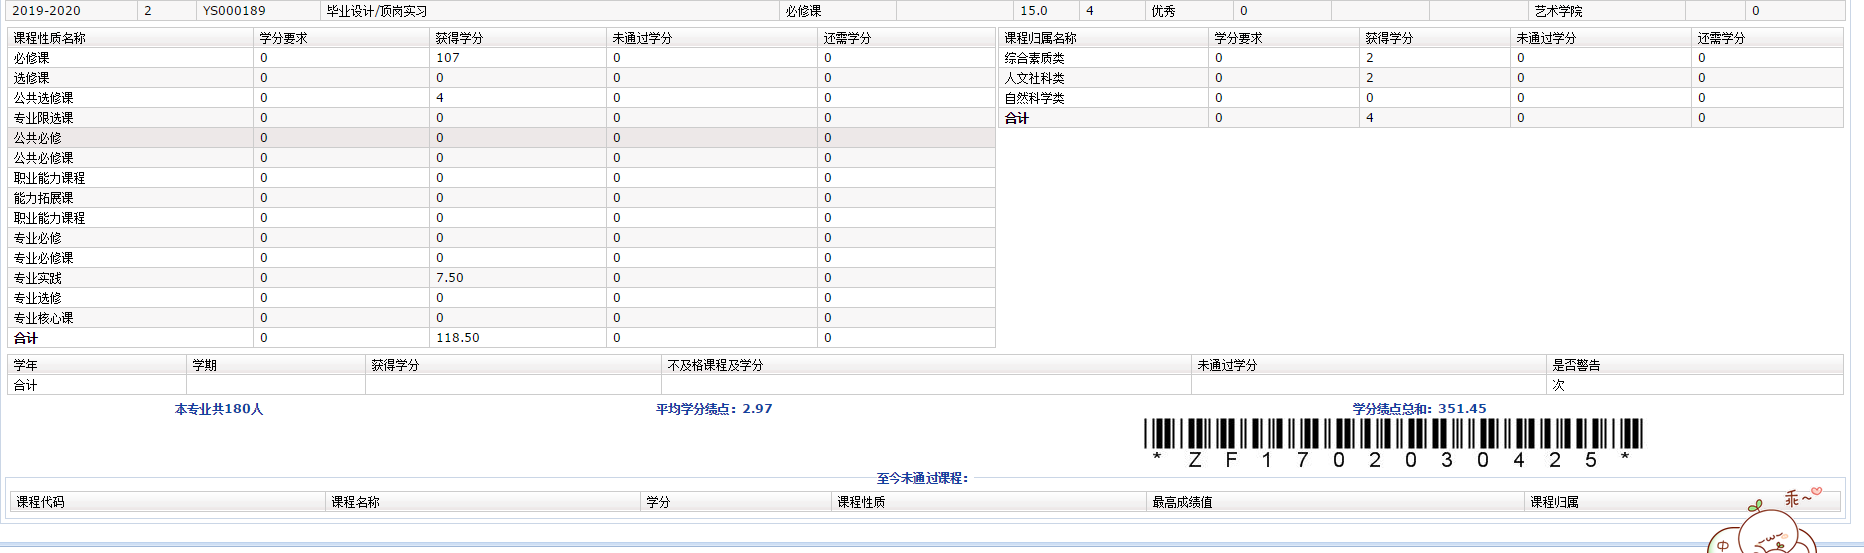 2019-2020 2 YS000189 毕业设计/顶岗实习 必修课 15.0 4 优秀 0 艺术学院 0
课程性质名称 学分要求 获得学分 未通过学分 还需学分
必修课 0 107 0 0
选修课 0 0 0 0
公共选修课 0 4 0 0
专业限选课 0 0 0 0
公共必修 0 0 0 0
公共必修课 0 0 0 0
职业能力课程 0 0 0 0
能力拓展课 0 0 0 0
职业能力课程 0 0 0 0
专业必修 0 0 0 0
专业必修课 0 0 0 0
专业实践 0 7.50 0 0
专业选修 0 0 0 0
专业核心课 0 0 0 0
合计 0 118.50 0 0
课程归属名称 学分要求 获得学分 未通过学分 还需学分
综合素质类 0 2 0 0
人文社科类 0 2 0 0
自然科学类 0 0 0 0
合计 0 4 0 0
学年 学期 获得学分 不及格课程及学分 未通过学分 是否警告
合计 次
本专业共180人 平均学分绩点：2.97 学分绩点总和：351.45
*ZF1702030425*
至今未通过课程：
课程代码 课程名称 学分 课程性质 最高成绩值 课程归属
乖~
中